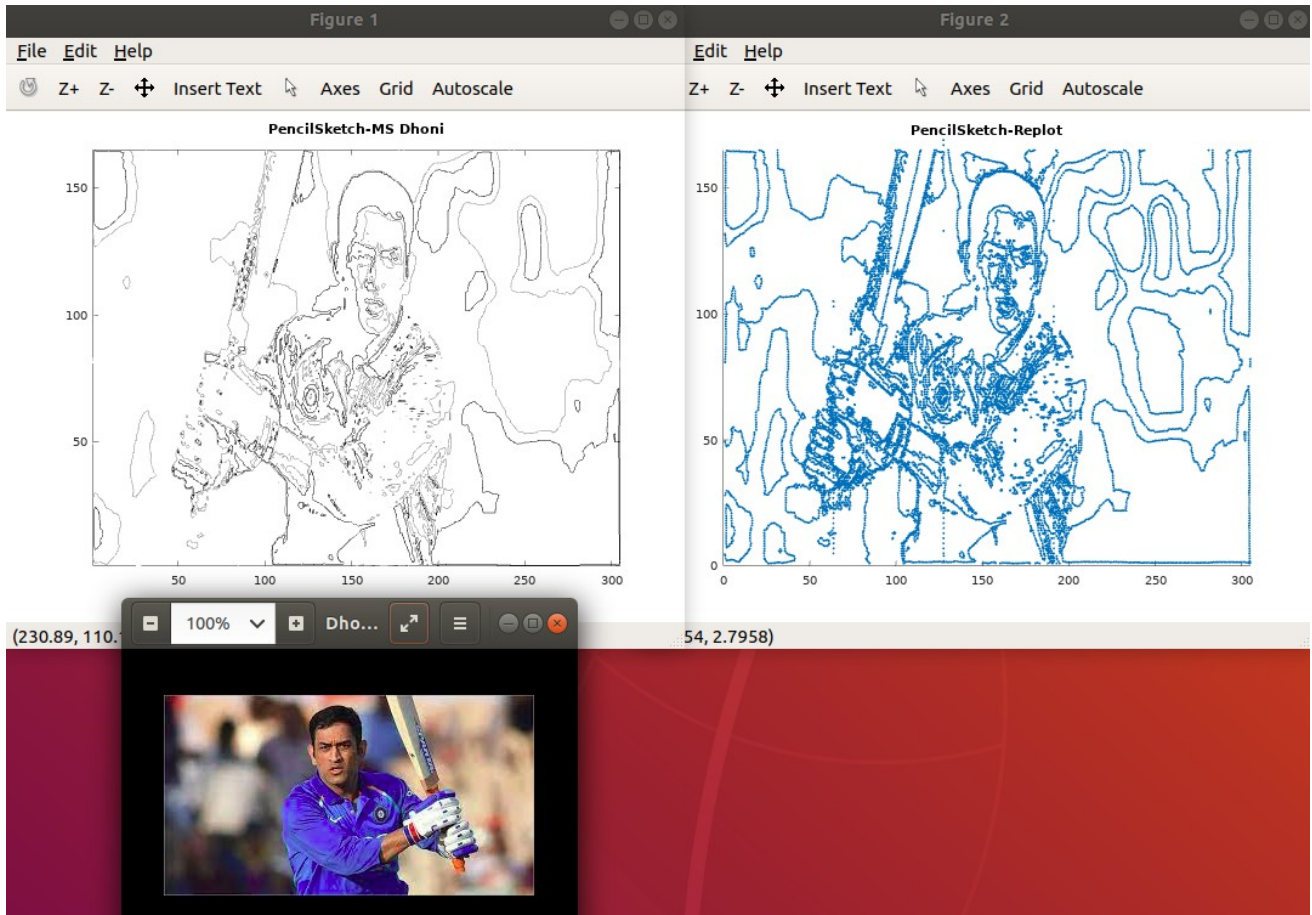 Figure 1
File Edit Help
Z+ Z- Insert Text Axes Grid Autoscale
PencilSketch-MS Dhoni
150
100
50
50 100 150 200 250 300
Figure 2
Edit Help
Z+ Z- Insert Text Axes Grid Autoscale
PencilSketch-Replot
150
100
50
0
0 50 100 150 200 250 300
(230.89, 110.
54, 2.7958)
100% Dho...